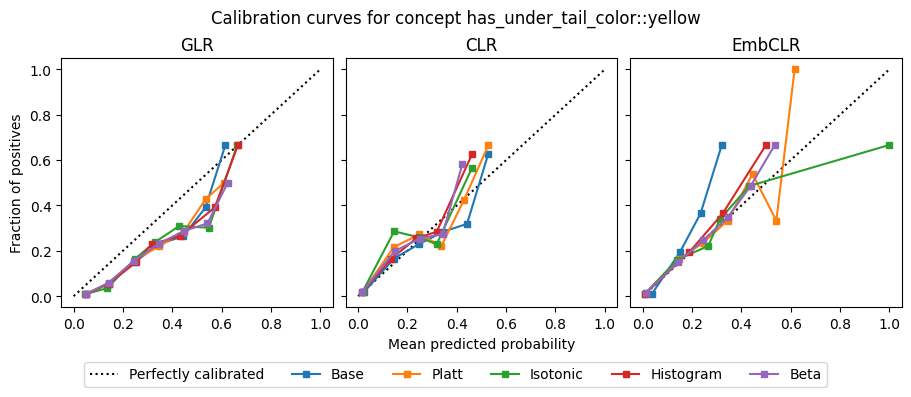 Calibration curves for concept has_under_tail_color::yellow
GLR CLR EmbCLR
Fraction of positives
1.0
0.8
0.6
0.4
0.2
0.0
0.0 0.2 0.4 0.6 0.8 1.0 0.0 0.2 0.4 0.6 0.8 1.0 0.0 0.2 0.4 0.6 0.8 1.0
Mean predicted probability
Perfectly calibrated Base Platt Isotonic Histogram Beta